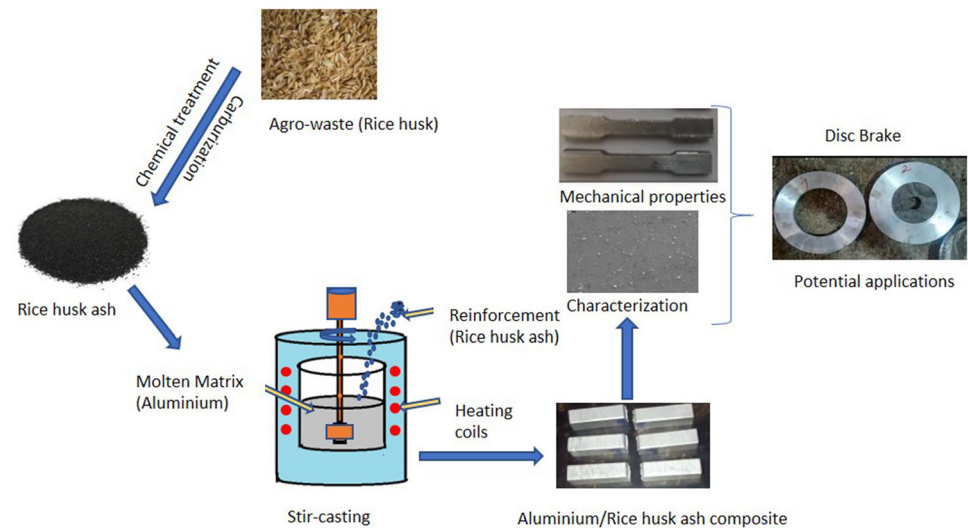 Agro-waste (Rice husk)
Chemical treatment
Carburization
Rice husk ash
Molten Matrix
(Aluminium)
Reinforcement
(Rice husk ash)
Heating
coils
Stir-casting
Aluminium/Rice husk ash composite
Mechanical properties
Characterization
Disc Brake
2
Potential applications